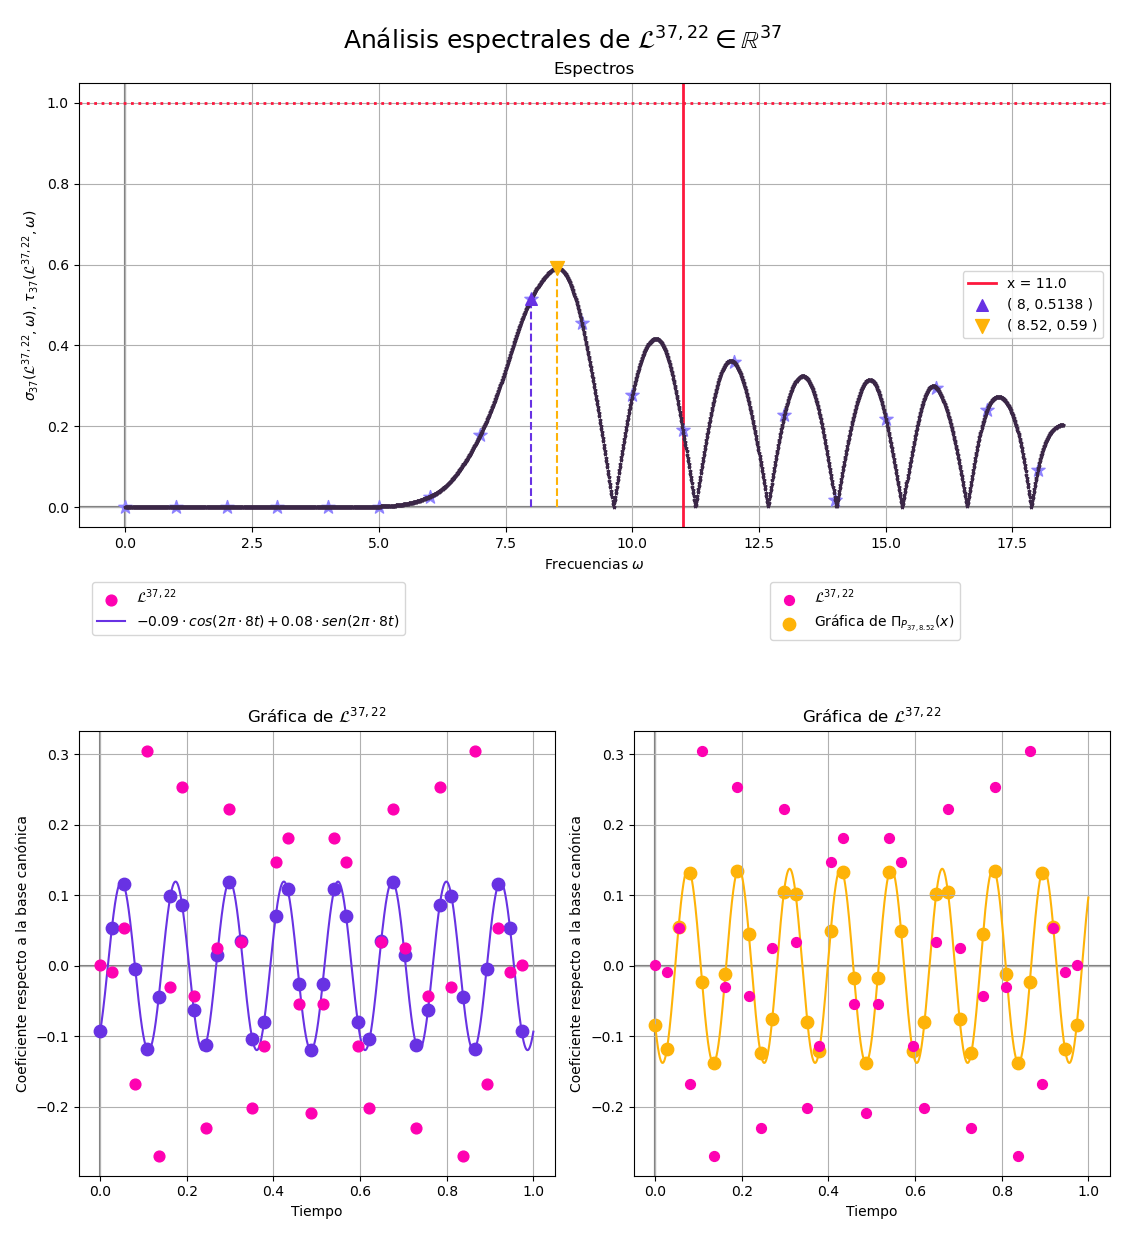 Análisis espectrales de ℒ^{37,22} ∈ ℝ^{37}
Espectros
σ_{37}(ℒ^{37,22}, ω), τ_{37}(ℒ^{37,22}, ω)
1.0
0.8
0.6
0.4
0.2
0.0
x = 11.0
( 8, 0.5138 )
( 8.52, 0.59 )
0.0 2.5 5.0 7.5 10.0 12.5 15.0 17.5
Frecuencias ω
ℒ^{37,22}
−0.09 · cos(2π · 8t) + 0.08 · sen(2π · 8t)
ℒ^{37,22}
Gráfica de Π_{P_{37,8.52}}(x)
Gráfica de ℒ^{37,22}
Coeficiente respecto a la base canónica
0.3
0.2
0.1
0.0
−0.1
−0.2
0.0 0.2 0.4 0.6 0.8 1.0
Tiempo
Gráfica de ℒ^{37,22}
Coeficiente respecto a la base canónica
0.3
0.2
0.1
0.0
−0.1
−0.2
0.0 0.2 0.4 0.6 0.8 1.0
Tiempo